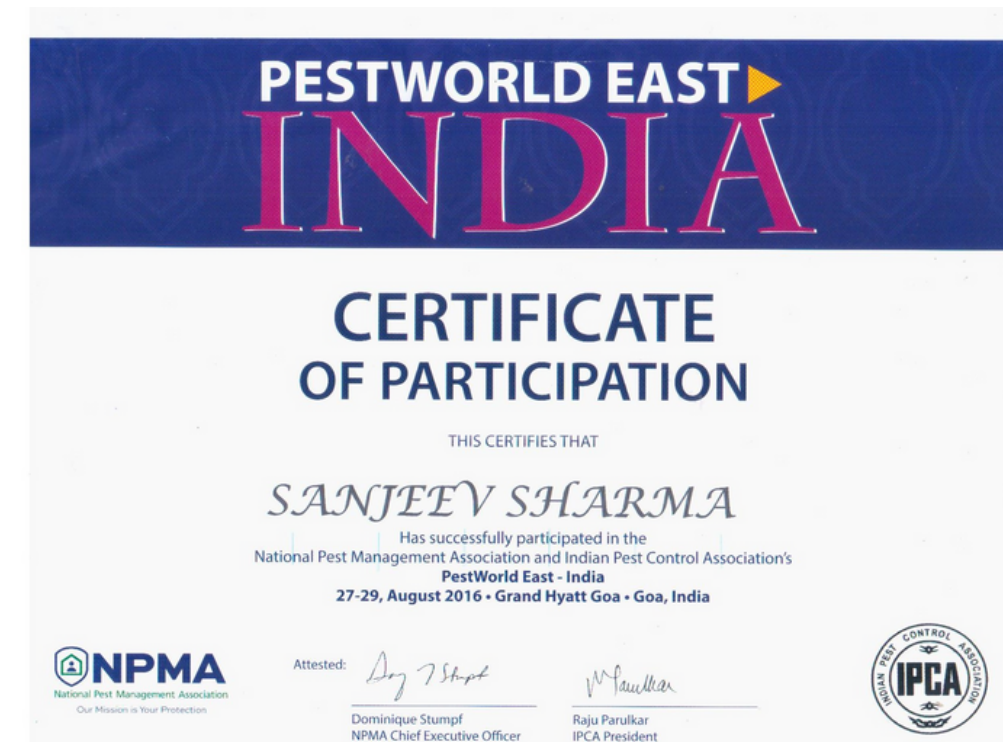 PESTWORLD EAST
INDIA
CERTIFICATE
OF PARTICIPATION
THIS CERTIFIES THAT
SANJEEV SHARMA
Has successfully participated in the
National Pest Management Association and Indian Pest Control Association's
PestWorld East - India
27-29, August 2016 • Grand Hyatt Goa • Goa, India
NPMA
National Pest Management Association
Our Mission is Your Protection
Attested:
Dominique Stumpf
NPMA Chief Executive Officer
Raju Parulkar
IPCA President
INDIAN PEST CONTROL ASSOCIATION
IPCA